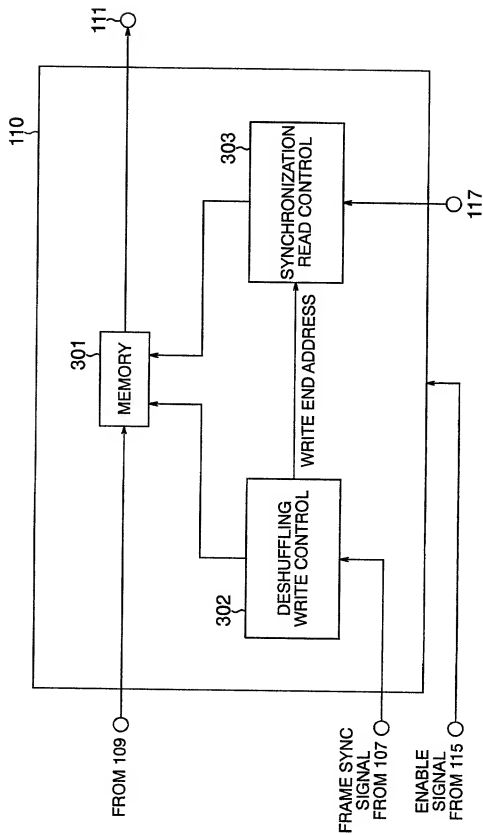 110
FROM 109
301
MEMORY
111
302
DESHUFFLING
WRITE CONTROL
WRITE END ADDRESS
303
SYNCHRONIZATION
READ CONTROL
FRAME SYNC
SIGNAL
FROM 107
ENABLE
SIGNAL
FROM 115
117